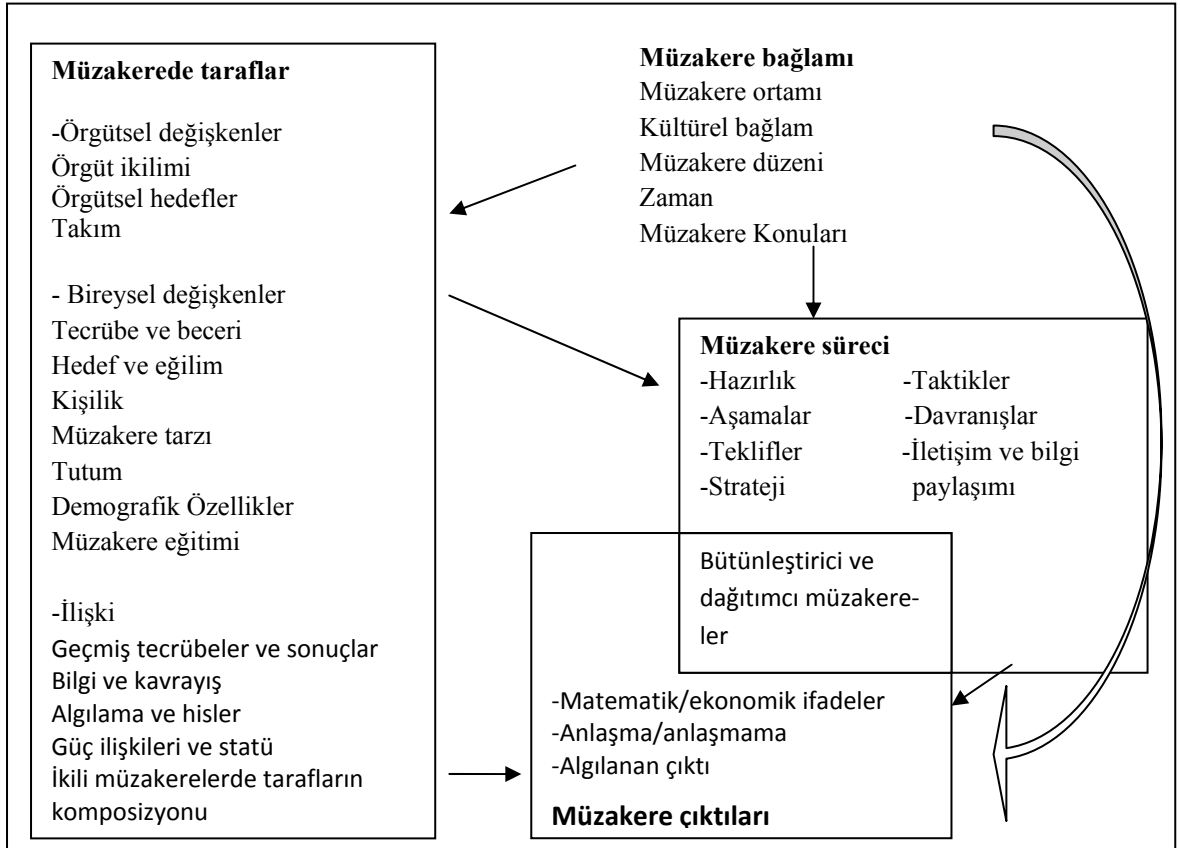 Müzakerede taraflar
-Örgütsel değişkenler
Örgüt ikilimi
Örgütsel hedefler
Takım
- Bireysel değişkenler
Tecrübe ve beceri
Hedef ve eğilim
Kişilik
Müzakere tarzı
Tutum
Demografik Özellikler
Müzakere eğitimi
-İlişki
Geçmiş tecrübeler ve sonuçlar
Bilgi ve kavrayış
Algılama ve hisler
Güç ilişkileri ve statü
İkili müzakerelerde tarafların
komposizyonu
Müzakere bağlamı
Müzakere ortamı
Kültürel bağlam
Müzakere düzeni
Zaman
Müzakere Konuları
Müzakere süreci
-Hazırlık
-Aşamalar
-Teklifler
-Strateji
-Taktikler
-Davranışlar
-İletişim ve bilgi
paylaşımı
Bütünleştirici ve
dağıtımcı müzakere-
ler
-Matematik/ekonomik ifadeler
-Anlaşma/anlaşmama
-Algılanan çıktı
Müzakere çıktıları